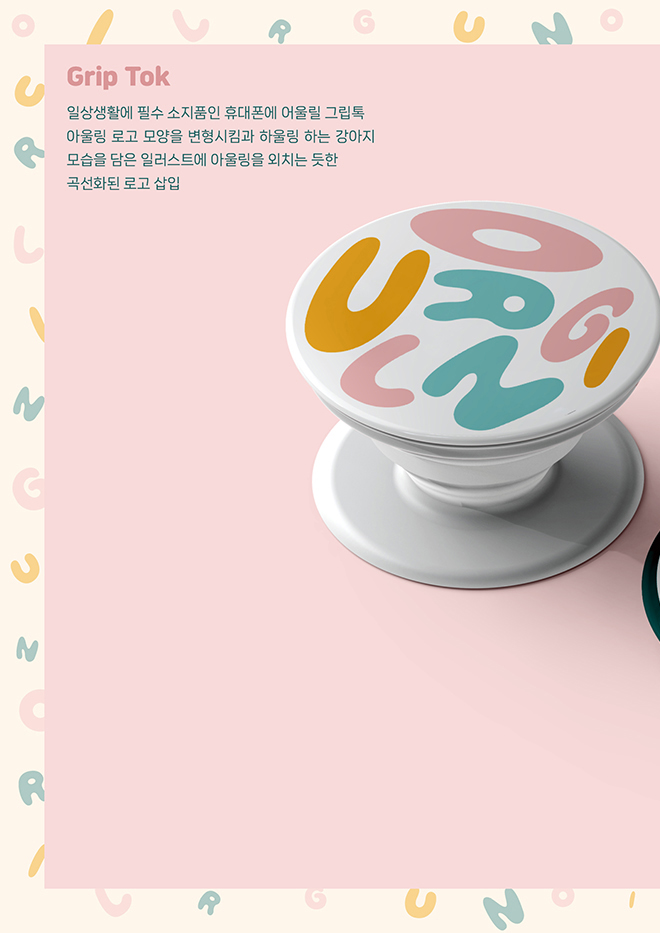 Grip Tok
일상생활에 필수 소지품인 휴대폰에 어울릴 그립톡
아울링 로고 모양을 변형시킴과 하울링 하는 강아지
모습을 담은 일러스트에 아울링을 외치는 듯한
곡선화된 로고 삽입
O
U R G I
L N